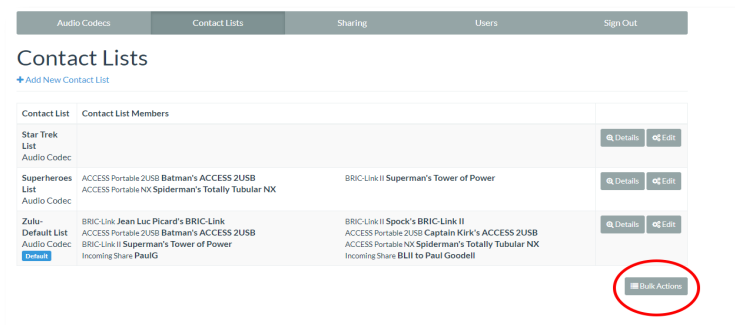 Audio Codecs Contact Lists Sharing Users Sign Out
Contact Lists
+ Add New Contact List
Contact List Contact List Members
Star Trek
List
Audio Codec
Details Edit
Superheroes
List
Audio Codec
ACCESS Portable 2USB Batman's ACCESS 2USB
ACCESS Portable NX Spiderman's Totally Tubular NX
BRIC-Link II Superman's Tower of Power
Details Edit
Zulu-
Default List
Audio Codec
Default
BRIC-Link Jean Luc Picard's BRIC-Link
ACCESS Portable 2USB Batman's ACCESS 2USB
BRIC-Link II Superman's Tower of Power
Incoming Share PaulG
BRIC-Link II Spock's BRIC-Link II
ACCESS Portable 2USB Captain Kirk's ACCESS 2USB
ACCESS Portable NX Spiderman's Totally Tubular NX
Incoming Share BLII to Paul Goodell
Details Edit
Bulk Actions